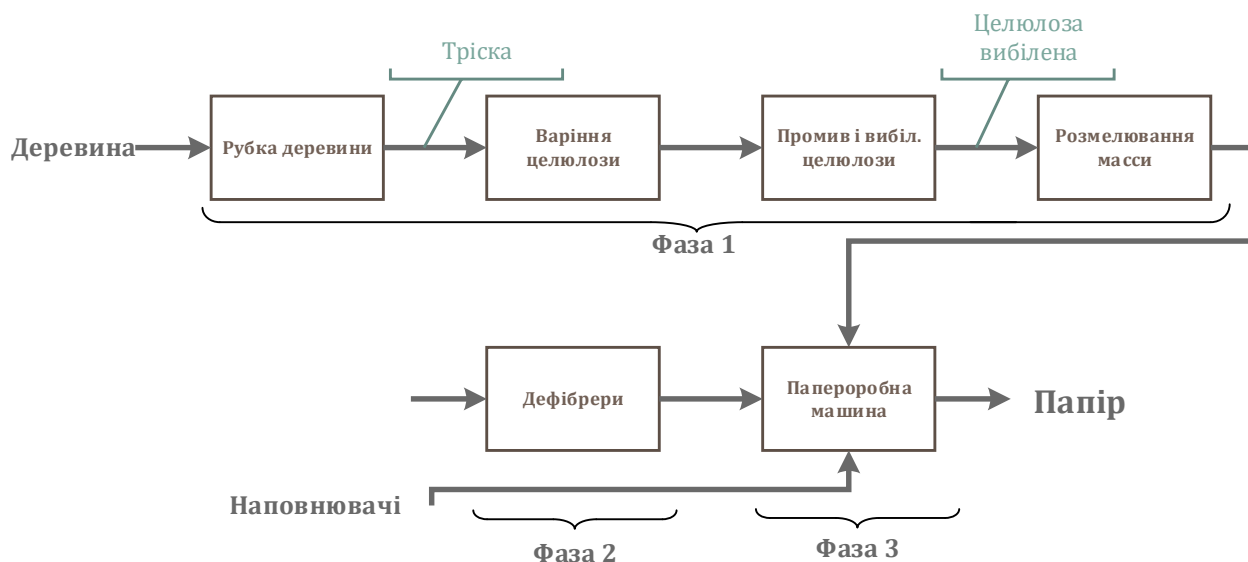 Тріска
Целюлоза
вибілена
Деревина
Рубка деревини
Варіння
целюлози
Промив і вибіл.
целюлози
Розмелювання
масси
Фаза 1
Дефібрери
Папероробна
машина
Папір
Наповнювачі
Фаза 2
Фаза 3